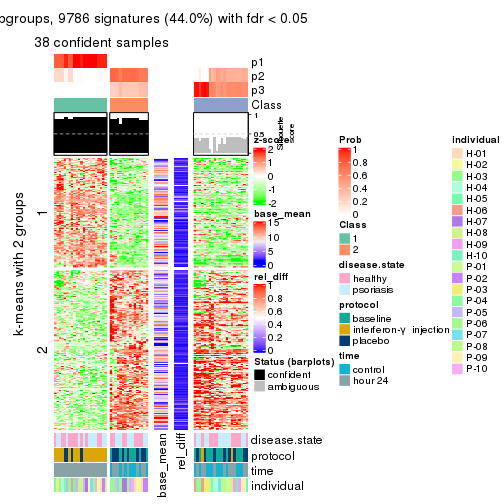 ogroups, 9786 signatures (44.0%) with fdr < 0.05
38 confident samples
p1
p2
p3
Class
1
0.5
0
Silhouette
score
k-means with 2 groups
1
2
z-score
2
1
0
-1
-2
base_mean
15
10
5
0
rel_diff
1
0.8
0.6
0.4
0.2
0
Status (barplots)
confident
ambiguous
Prob
1
0.8
0.6
0.4
0.2
0
Class
1
2
disease.state
healthy
psoriasis
protocol
baseline
inteferon-γ injection
placebo
time
control
hour 24
individual
H-01
H-02
H-03
H-04
H-05
H-06
H-07
H-08
H-09
H-10
P-01
P-02
P-03
P-04
P-05
P-06
P-07
P-08
P-09
P-10
disease.state
protocol
time
individual
base_mean
rel_diff